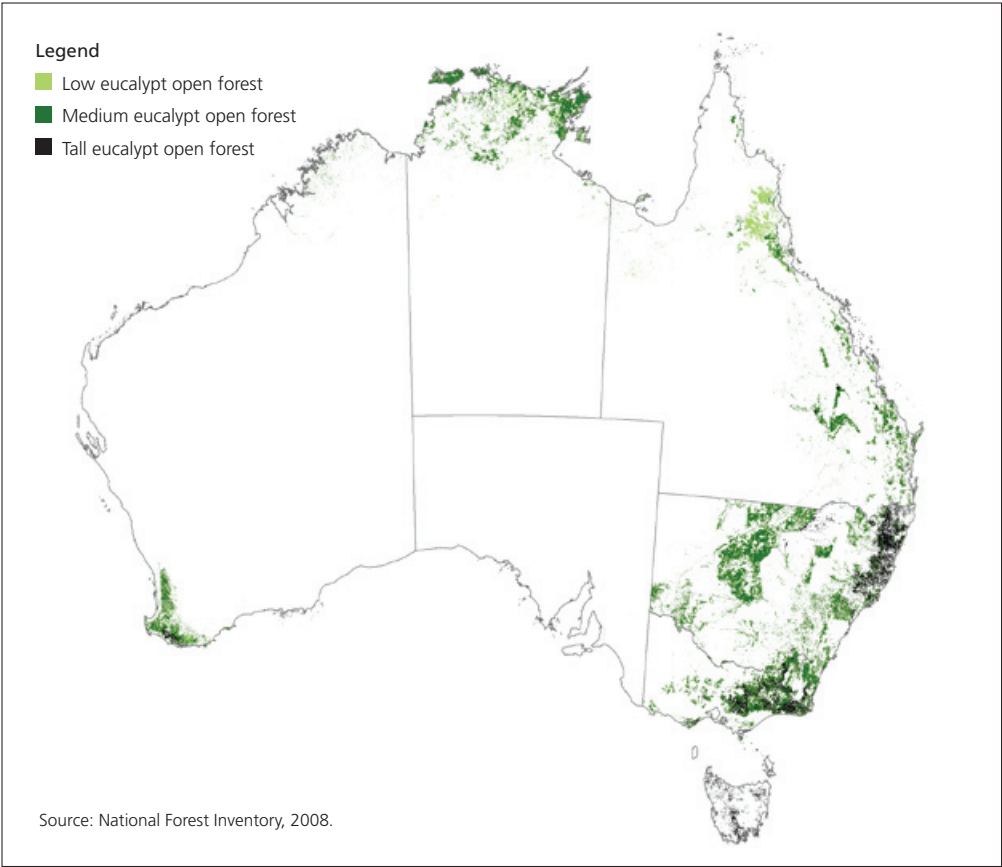 Legend
Low eucalypt open forest
Medium eucalypt open forest
Tall eucalypt open forest
Source: National Forest Inventory, 2008.